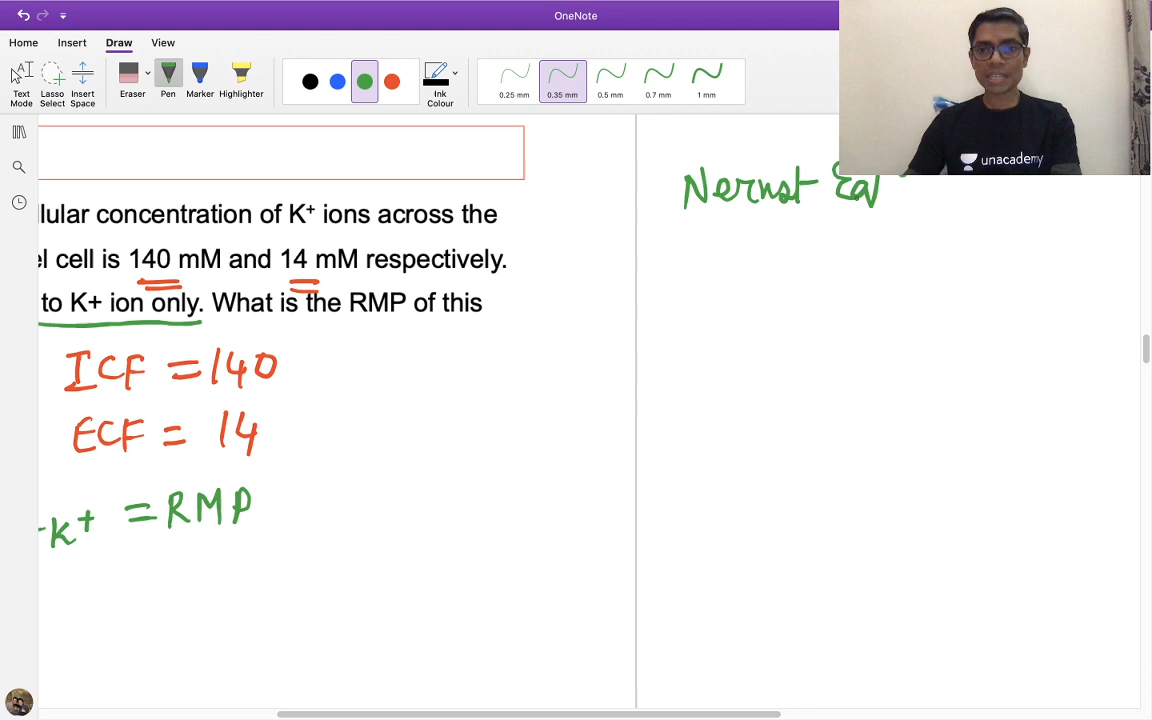 OneNote
Home Insert Draw View
Text Mode
Lasso Select
Insert Space
Eraser
Pen
Marker
Highlighter
Ink Colour
0.25 mm
0.35 mm
0.5 mm
0.7 mm
1 mm
unacademy
llular concentration of K⁺ ions across the
el cell is 140 mM and 14 mM respectively.
to K+ ion only. What is the RMP of this
ICF = 140
ECF = 14
K+ = RMP
Nernst Eq